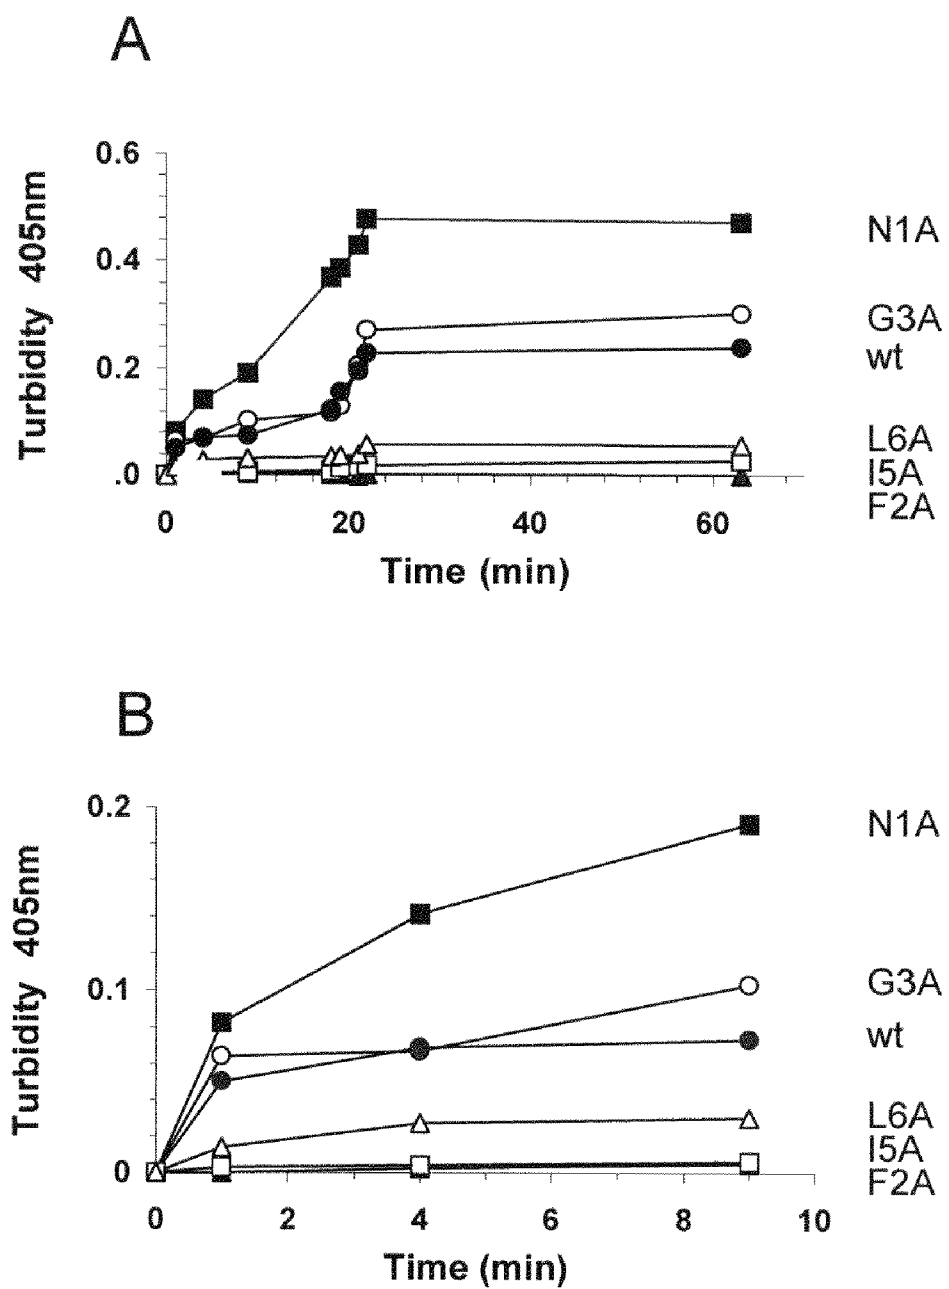 A
0.6
0.4
0.2
.0
Turbidity 405nm
0
20
40
60
Time (min)
N1A
G3A
wt
L6A
I5A
F2A
B
0.2
0.1
0
Turbidity 405nm
0
2
4
6
8
10
Time (min)
N1A
G3A
wt
L6A
I5A
F2A